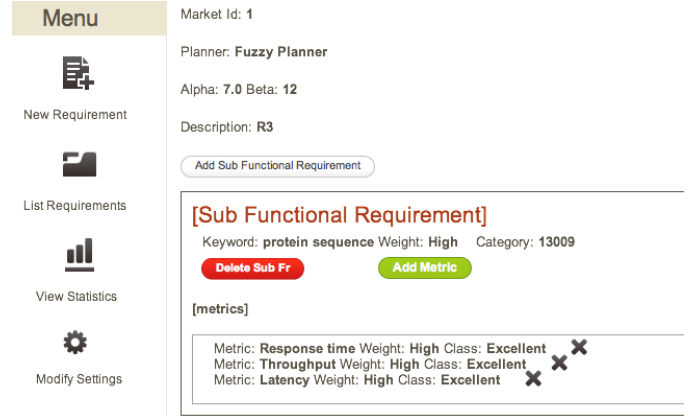 Menu
New Requirement
List Requirements
View Statistics
Modify Settings
Market Id: 1
Planner: Fuzzy Planner
Alpha: 7.0 Beta: 12
Description: R3
Add Sub Functional Requirement
[Sub Functional Requirement]
Keyword: protein sequence Weight: High Category: 13009
Delete Sub Fr Add Metric
[metrics]
Metric: Response time Weight: High Class: Excellent
Metric: Throughput Weight: High Class: Excellent
Metric: Latency Weight: High Class: Excellent